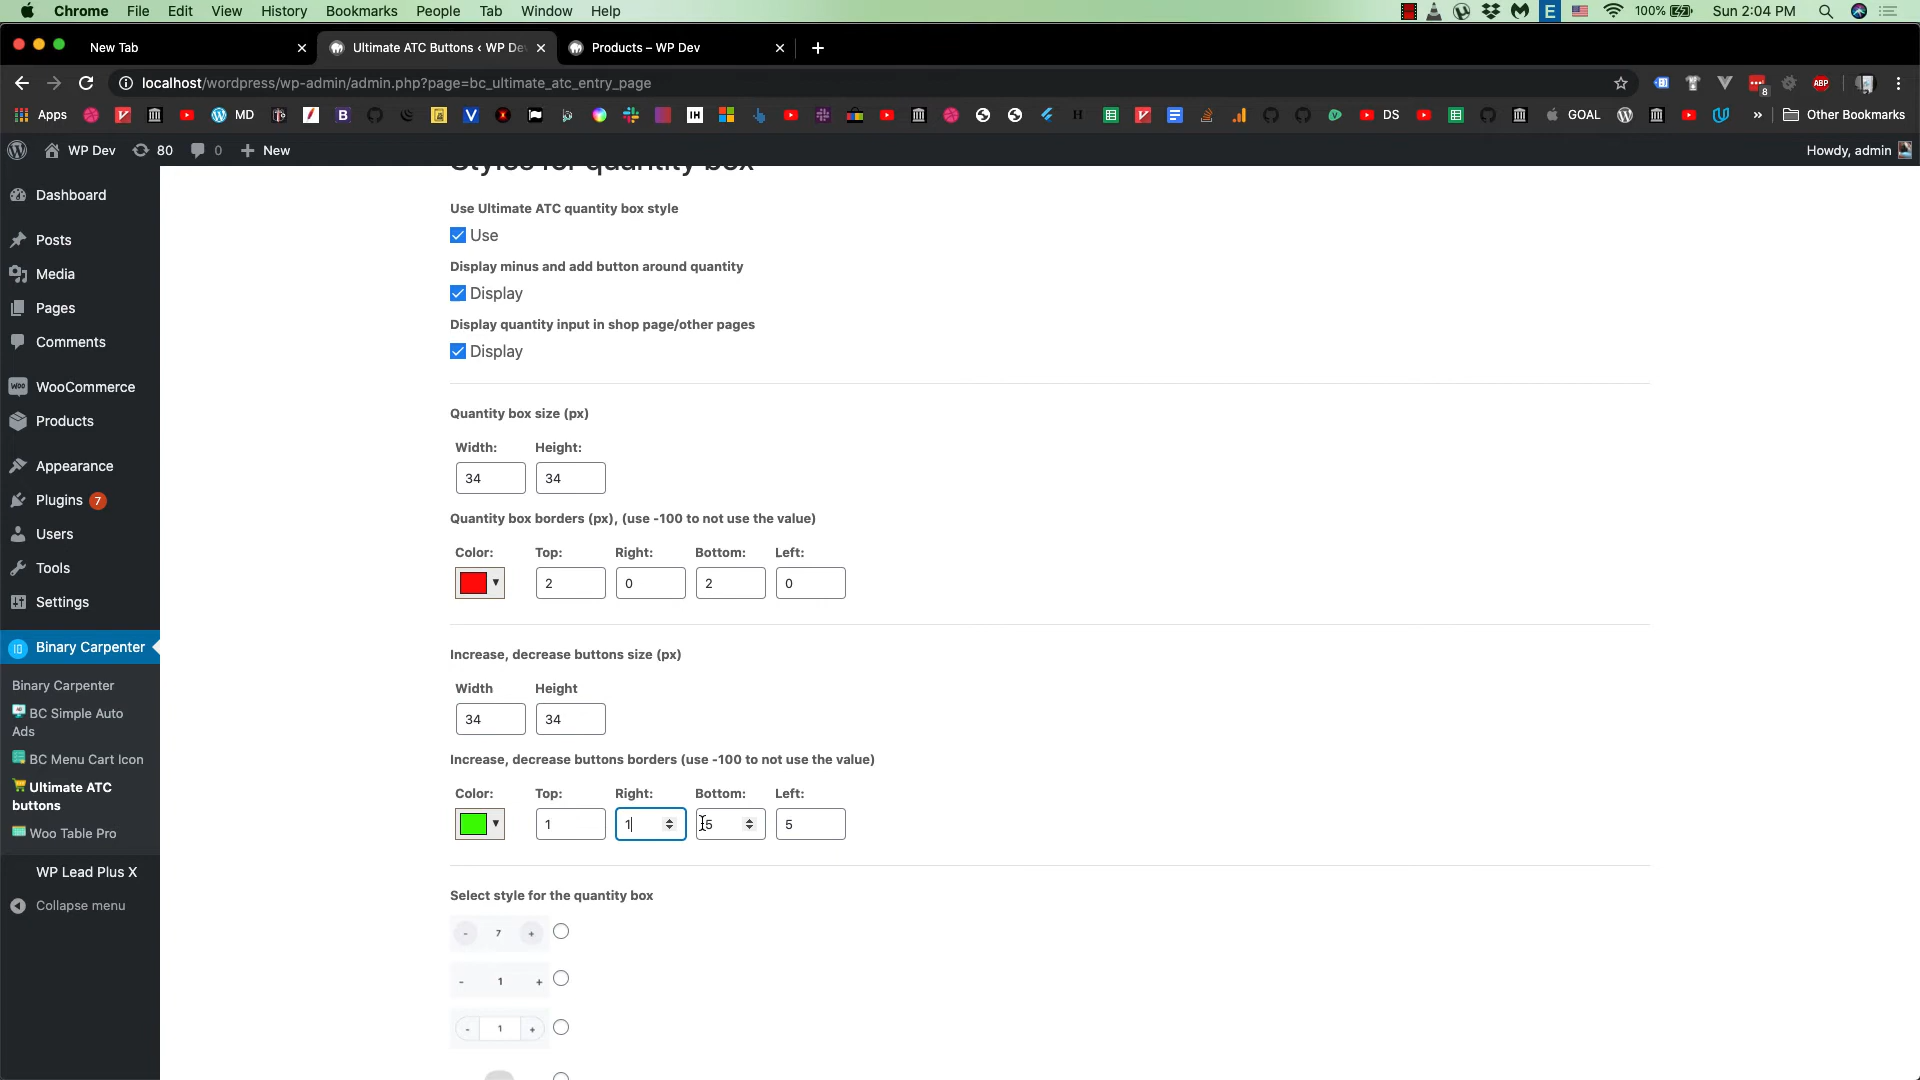 Chrome File Edit View History Bookmarks People Tab Window Help 100% Sun 2:04 PM
New Tab Ultimate ATC Buttons ‹ WP De Products – WP Dev
localhost/wordpress/wp-admin/admin.php?page=bc_ultimate_atc_entry_page
Apps MD DS GOAL » Other Bookmarks
WP Dev 80 0 New Howdy, admin
Styles for quantity box
Dashboard
Posts
Media
Pages
Comments
WooCommerce
Products
Appearance
Plugins 7
Users
Tools
Settings
Binary Carpenter
Binary Carpenter
BC Simple Auto
Ads
BC Menu Cart Icon
Ultimate ATC
buttons
Woo Table Pro
WP Lead Plus X
Collapse menu
Use Ultimate ATC quantity box style
Use
Display minus and add button around quantity
Display
Display quantity input in shop page/other pages
Display
Quantity box size (px)
Width: Height:
34 34
Quantity box borders (px), (use -100 to not use the value)
Color: Top: Right: Bottom: Left:
2 0 2 0
Increase, decrease buttons size (px)
Width Height
34 34
Increase, decrease buttons borders (use -100 to not use the value)
Color: Top: Right: Bottom: Left:
1 1 5 5
Select style for the quantity box
- 7 +
- 1 +
- 1 +